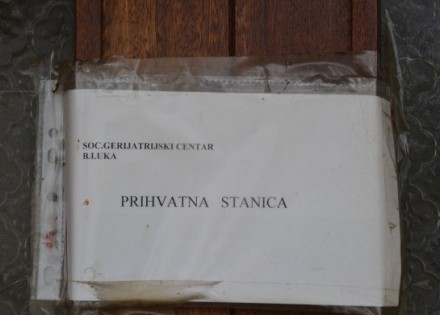 SOC.GERIJATRIJSKI CENTAR
B.LUKA
PRIHVATNA STANICA